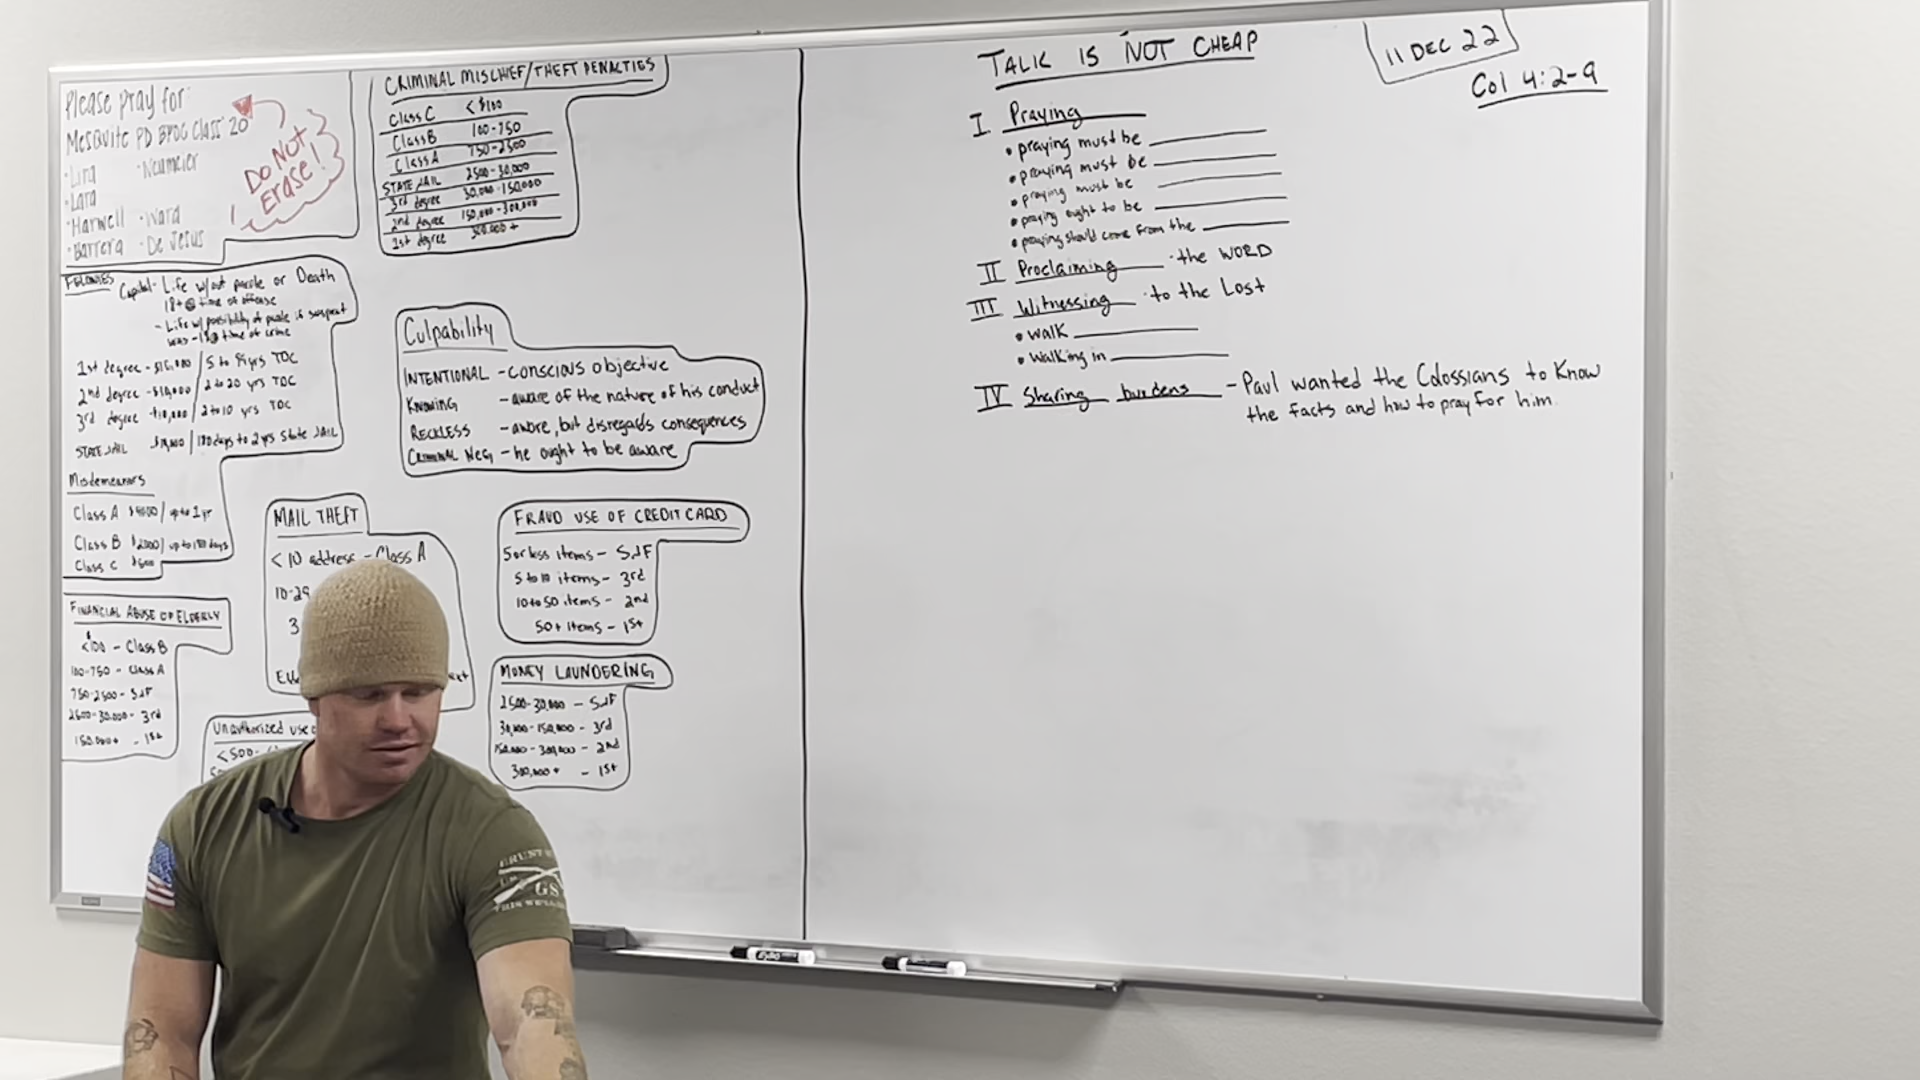 Please pray for:
Mesquite PD BPOC Class' 20
DO NOT
Erase!
· Ling · Neumeier
· Lara
· Harwell · Ward
· Barrera · De Jesus
CRIMINAL MISCHIEF/THEFT PENALTIES
Class C < $100
Class B 100-750
Class A 750-2500
STATE JAIL 2500-30,000
3rd degree 30,000-150,000
2nd degree 150,000-300,000
1st degree 300,000+
FELONIES
Capital - Life w/out parole or Death
18+ @ time of offense
- Life w/ possibility of parole if suspect
was @ time of crime
1st degree - / 5 to 99yrs TDC
2nd degree - $10,000 / 2 to 20 yrs TDC
3rd degree - $10,000 / 2 to 10 yrs TDC
STATE JAIL / 180 days to 2 yrs State JAIL
Misdemeanors
Class A $4000 / up to 1 yr
Class B $2000 / up to 180 days
Class C $500
Culpability
INTENTIONAL - conscious objective
KNOWING - aware of the nature of his conduct
RECKLESS - aware, but disregards consequences
CRIMINAL NEG - he ought to be aware
MAIL THEFT
< 10 address - Class A
10-29
3
FRAUD USE OF CREDIT CARD
5 or less items - SJF
5 to 10 items - 3rd
10 to 50 items - 2nd
50+ items - 1st
FINANCIAL ABUSE OF ELDERLY
<$100 - Class B
100-750 - Class A
750-2500 - SJF
2500-30,000 - 3rd
150,000+ - 1st
Unauthorized use
<500-
MONEY LAUNDERING
2500-30,000 - SJF
30,000-150,000 - 3rd
150,000-300,000 - 2nd
300,000+ - 1st
TALK IS NOT CHEAP
11 DEC 22
Col 4:2-9
I Praying
• praying must be
• praying must be
• praying must be
• praying ought to be
• praying should come from the
II Proclaiming · the WORD
III Witnessing · to the Lost
• walk
• walking in
IV Sharing burdens - Paul wanted the Colossians to Know
the facts and how to pray for him.
GS
expo